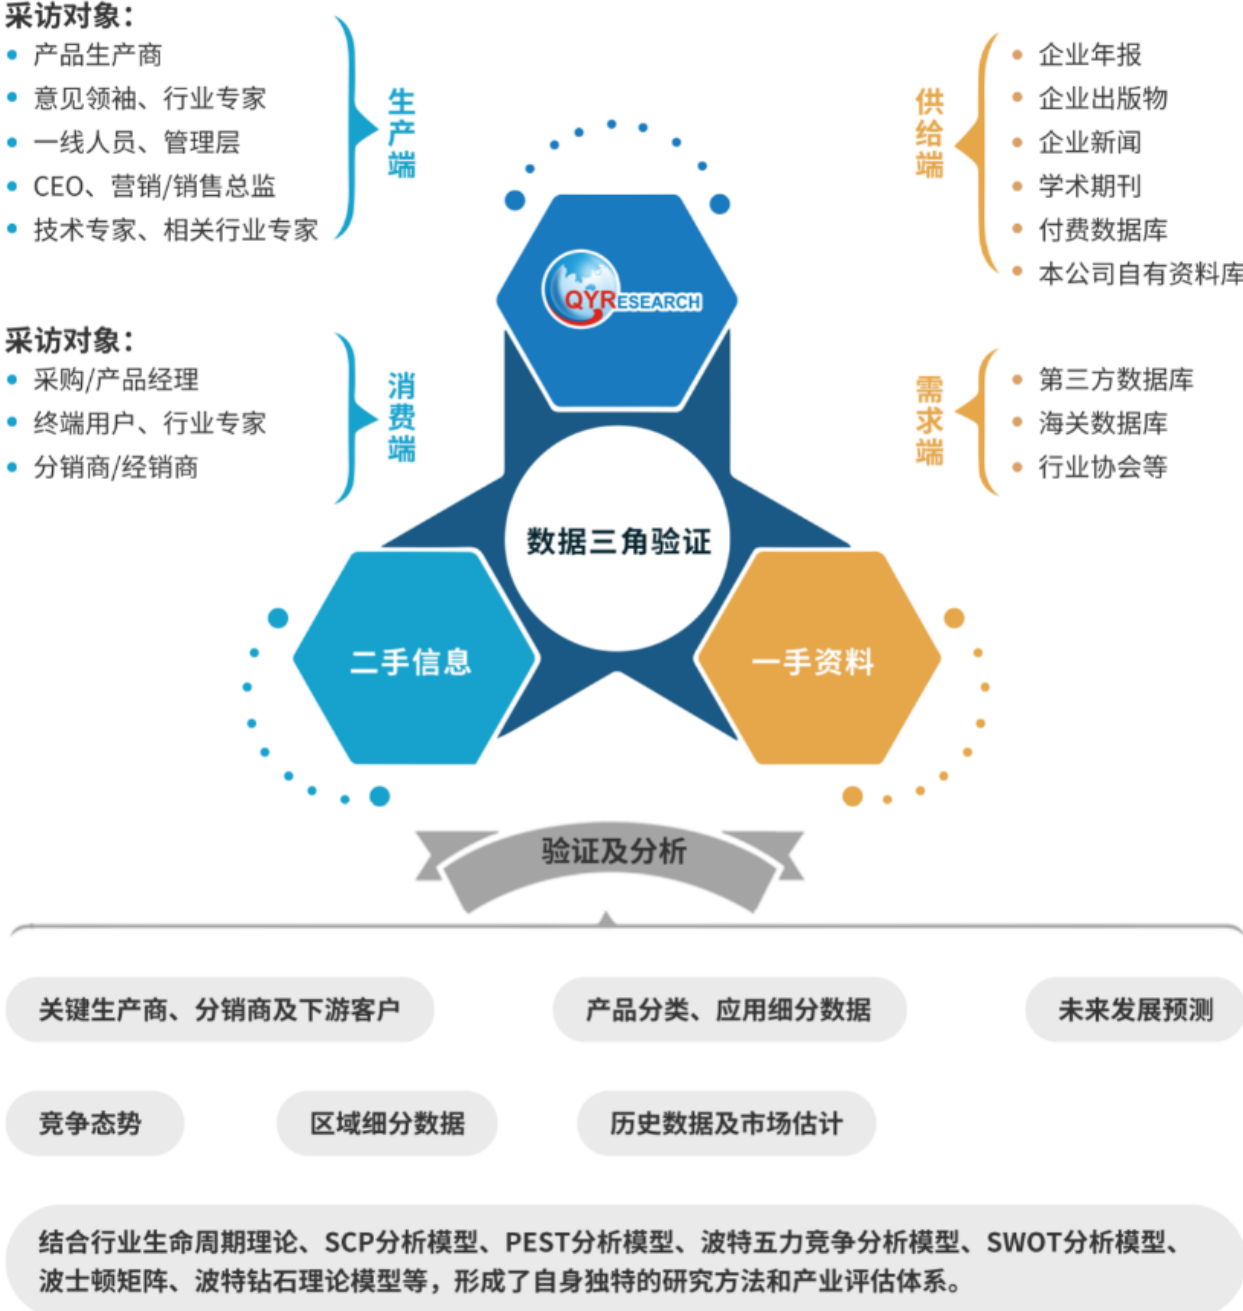 采访对象：
产品生产商
意见领袖、行业专家
一线人员、管理层
CEO、营销/销售总监
技术专家、相关行业专家
生产端
采访对象：
采购/产品经理
终端用户、行业专家
分销商/经销商
消费端
供给端
企业年报
企业出版物
企业新闻
学术期刊
付费数据库
本公司自有资料库
需求端
第三方数据库
海关数据库
行业协会等
QYRESEARCH
数据三角验证
二手信息
一手资料
验证及分析
关键生产商、分销商及下游客户
产品分类、应用细分数据
未来发展预测
竞争态势
区域细分数据
历史数据及市场估计
结合行业生命周期理论、SCP分析模型、PEST分析模型、波特五力竞争分析模型、SWOT分析模型、
波士顿矩阵、波特钻石理论模型等，形成了自身独特的研究方法和产业评估体系。